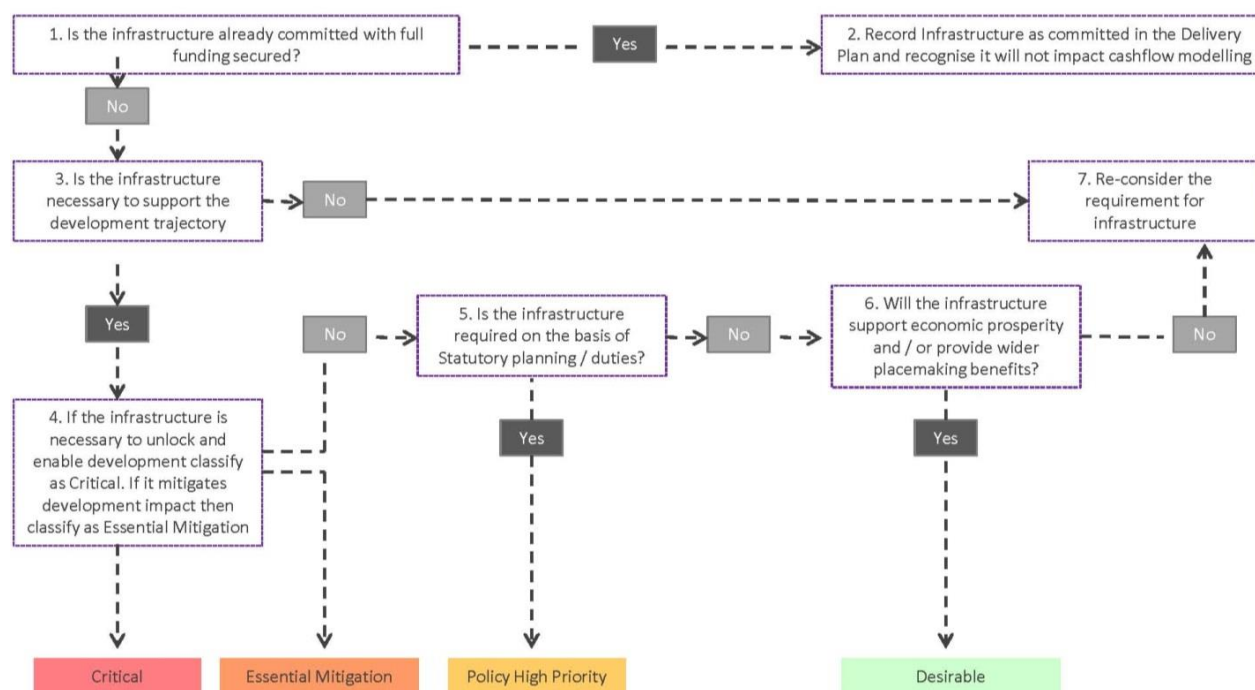 1. Is the infrastructure already committed with full
funding secured?
Yes
2. Record Infrastructure as committed in the Delivery
Plan and recognise it will not impact cashflow modelling
No
3. Is the infrastructure
necessary to support the
development trajectory
No
7. Re-consider the
requirement for
infrastructure
Yes
No
5. Is the infrastructure
required on the basis of
Statutory planning / duties?
No
6. Will the infrastructure
support economic prosperity
and / or provide wider
placemaking benefits?
No
4. If the infrastructure is
necessary to unlock and
enable development classify
as Critical. If it mitigates
development impact then
classify as Essential Mitigation
Yes
Yes
Critical
Essential Mitigation
Policy High Priority
Desirable